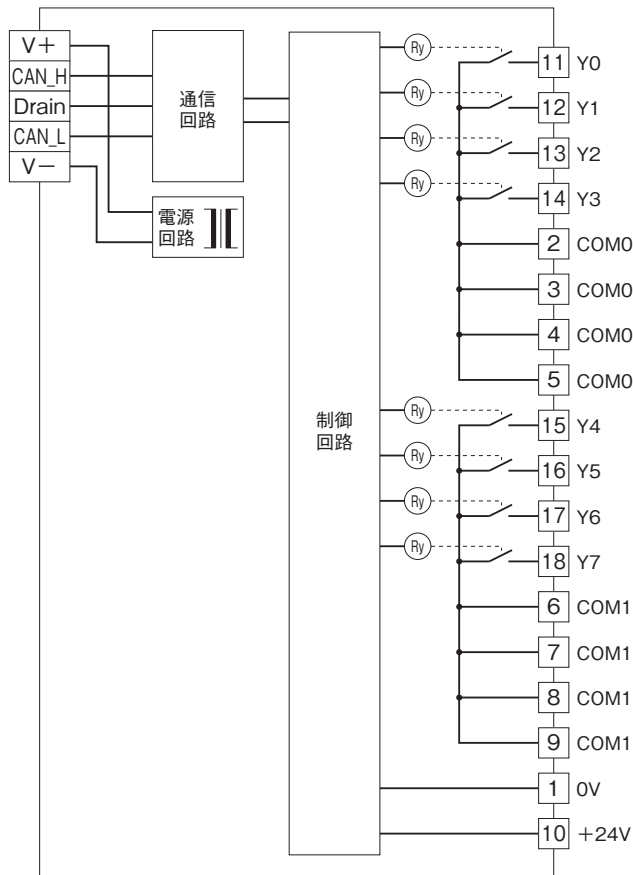 V+
CAN_H
Drain
CAN_L
V−
通信
回路
電源
回路
制御
回路
Ry
11 Y0
Ry
12 Y1
Ry
13 Y2
Ry
14 Y3
2 COM0
3 COM0
4 COM0
5 COM0
Ry
15 Y4
Ry
16 Y5
Ry
17 Y6
Ry
18 Y7
6 COM1
7 COM1
8 COM1
9 COM1
1 0V
10 +24V